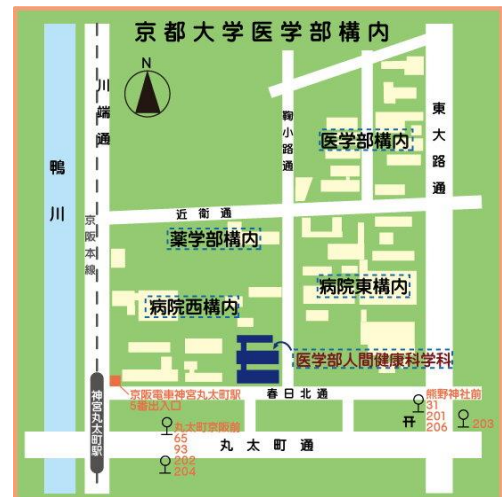 京都大学医学部構内
N
川端通
鴨川
京阪本線
鞠小路通
東大路通
医学部構内
近衛通
薬学部構内
病院西構内
病院東構内
医学部人間健康科学科
京阪電車神宮丸太町駅
5番出入口
春日北通
神宮丸太町駅
丸太町京阪前
65
93
202
204
丸太町通
熊野神社前
31
201
206
203